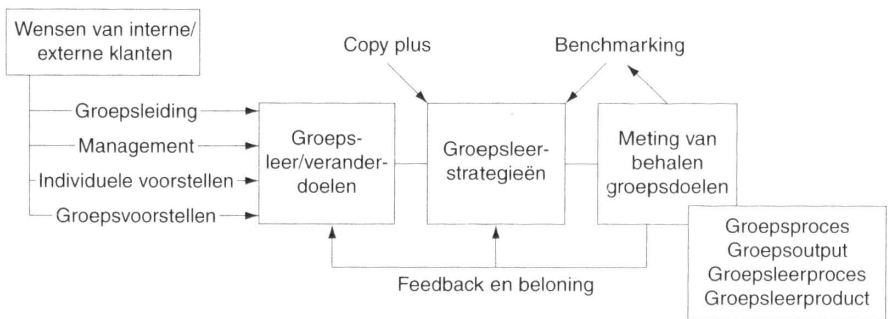 Wensen van interne/
externe klanten
Copy plus
Benchmarking
Groepsleiding
Management
Individuele voorstellen
Groepsvoorstellen
Groeps-
leer/verander-
doelen
Groepsleer-
strategieën
Meting van
behalen
groepsdoelen
Groepsproces
Groepsoutput
Groepsleerproces
Groepsleerproduct
Feedback en beloning